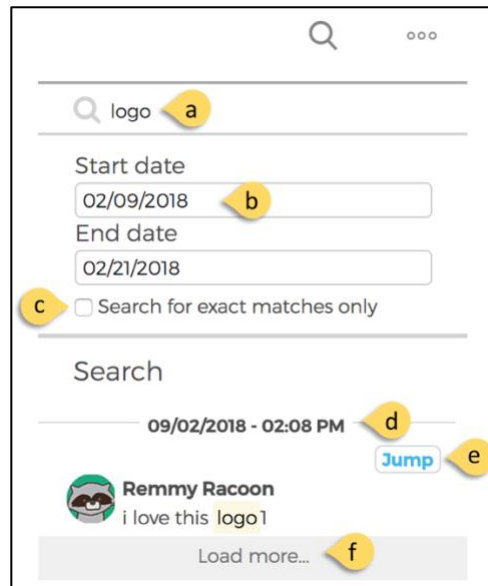 ooo
logo a
Start date
02/09/2018 b
End date
02/21/2018
c Search for exact matches only
Search
09/02/2018 - 02:08 PM d
Jump e
Remmy Racoon
i love this logo1
Load more... f